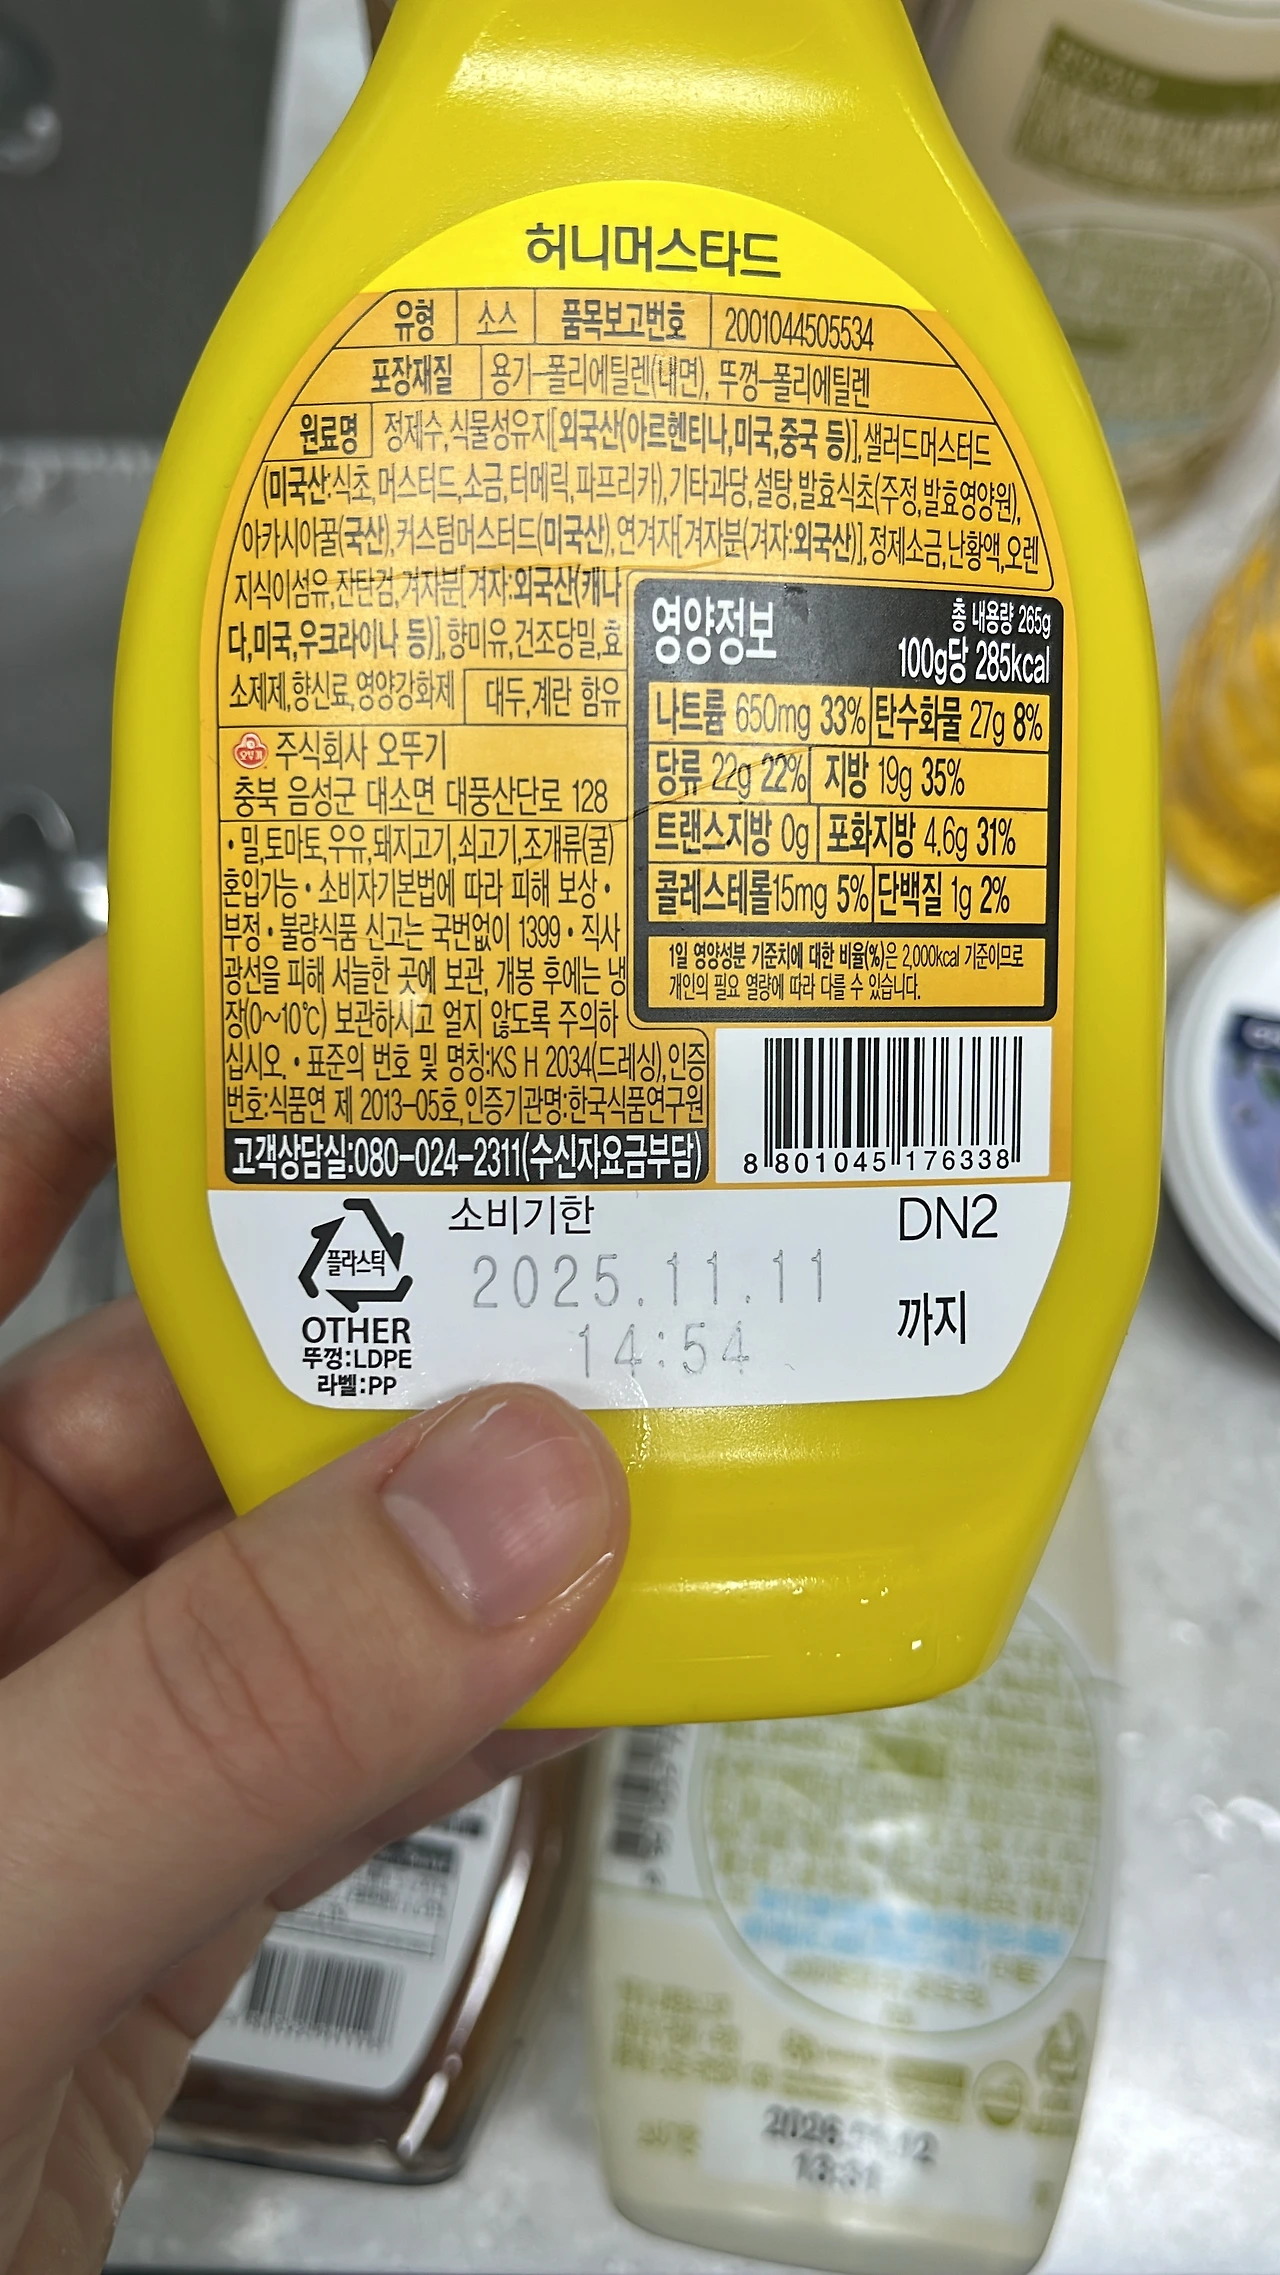 허니머스타드
유형 소스 품목보고번호 2001044505534
포장재질 용기-폴리에틸렌(내면), 뚜껑-폴리에틸렌
원료명 정제수,식물성유지[외국산(아르헨티나,미국,중국 등)],샐러드머스터드
(미국산:식초,머스터드,소금,터메릭,파프리카),기타과당,설탕,발효식초(주정,발효영양원),
아카시아꿀(국산),커스텀머스터드(미국산),연겨자[겨자분(겨자:외국산)],정제소금,난황액,오렌
지식이섬유,잔탄검,겨자분[겨자:외국산(캐나
다,미국,우크라이나 등)],향미유,건조당밀,효
소제제,향신료,영양강화제 대두,계란 함유
오뚜기 주식회사 오뚜기
충북 음성군 대소면 대풍산단로 128
• 밀,토마토,우유,돼지고기,쇠고기,조개류(굴)
혼입가능 • 소비자기본법에 따라 피해 보상 •
부정 • 불량식품 신고는 국번없이 1399 • 직사
광선을 피해 서늘한 곳에 보관, 개봉 후에는 냉
장(0~10℃) 보관하시고 얼지 않도록 주의하
십시오. • 표준의 번호 및 명칭:KS H 2034(드레싱),인증
번호:식품연 제 2013-05호,인증기관명:한국식품연구원
고객상담실:080-024-2311(수신자요금부담)
영양정보 총 내용량 265g
100g당 285kcal
나트륨 650mg 33% 탄수화물 27g 8%
당류 22g 22% 지방 19g 35%
트랜스지방 0g 포화지방 4.6g 31%
콜레스테롤15mg 5% 단백질 1g 2%
1일 영양성분 기준치에 대한 비율(%)은 2,000kcal 기준이므로
개인의 필요 열량에 따라 다를 수 있습니다.
8 801045 176338
플라스틱
OTHER
뚜껑:LDPE
라벨:PP
소비기한 DN2
2025.11.11
14:54 까지